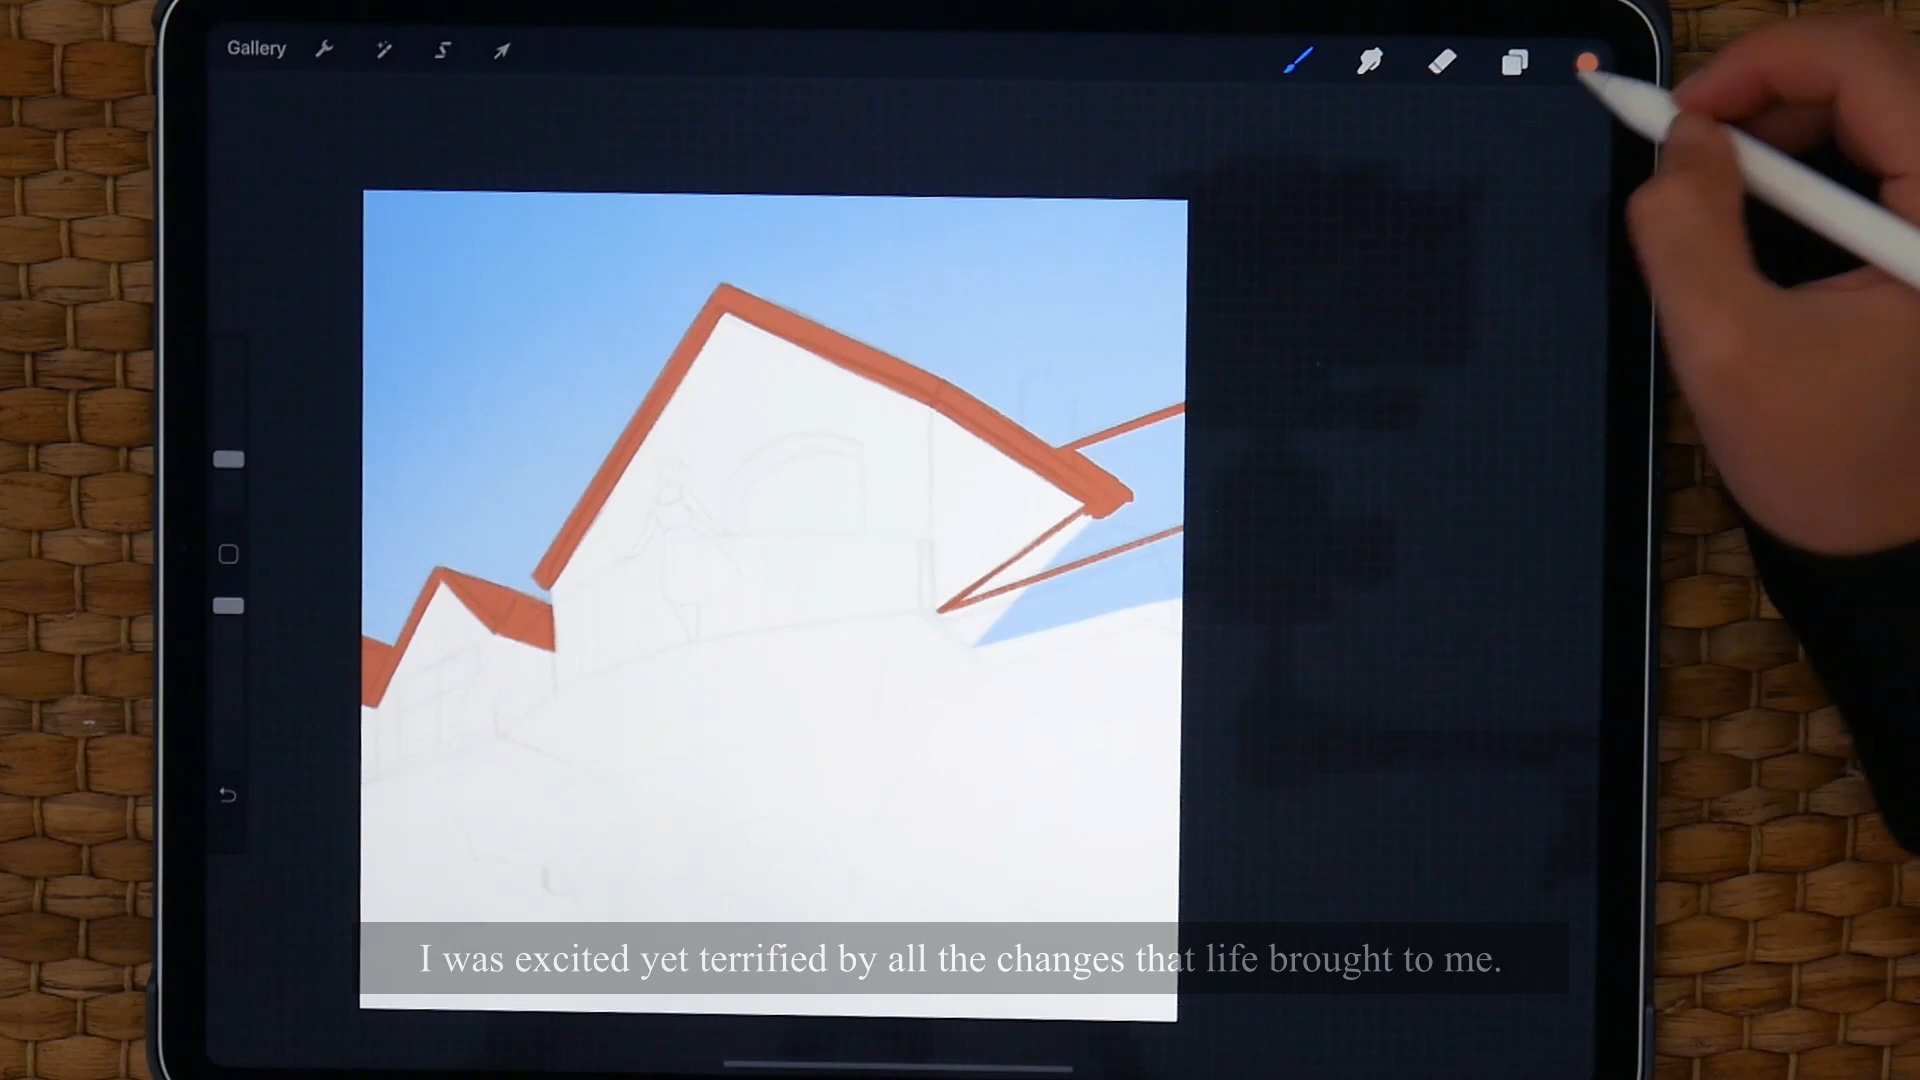 Gallery
I was excited yet terrified by all the changes that life brought to me.